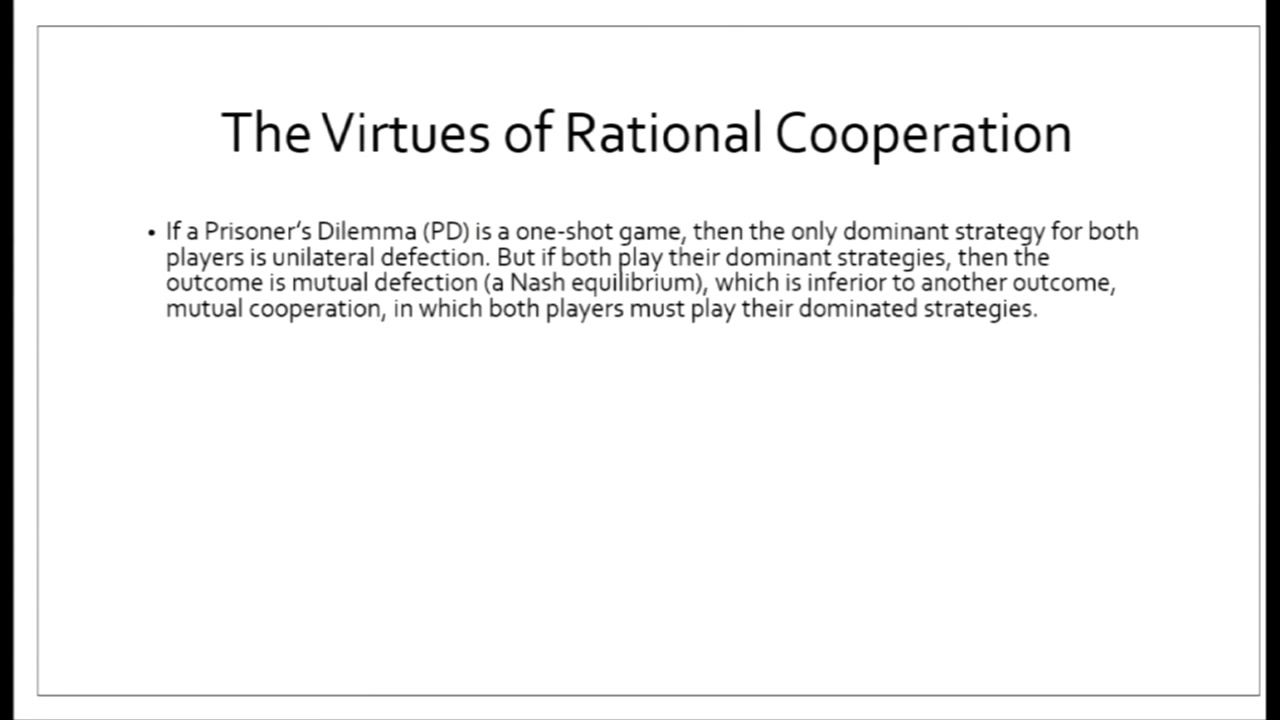 The Virtues of Rational Cooperation
• If a Prisoner’s Dilemma (PD) is a one-shot game, then the only dominant strategy for both
players is unilateral defection. But if both play their dominant strategies, then the
outcome is mutual defection (a Nash equilibrium), which is inferior to another outcome,
mutual cooperation, in which both players must play their dominated strategies.